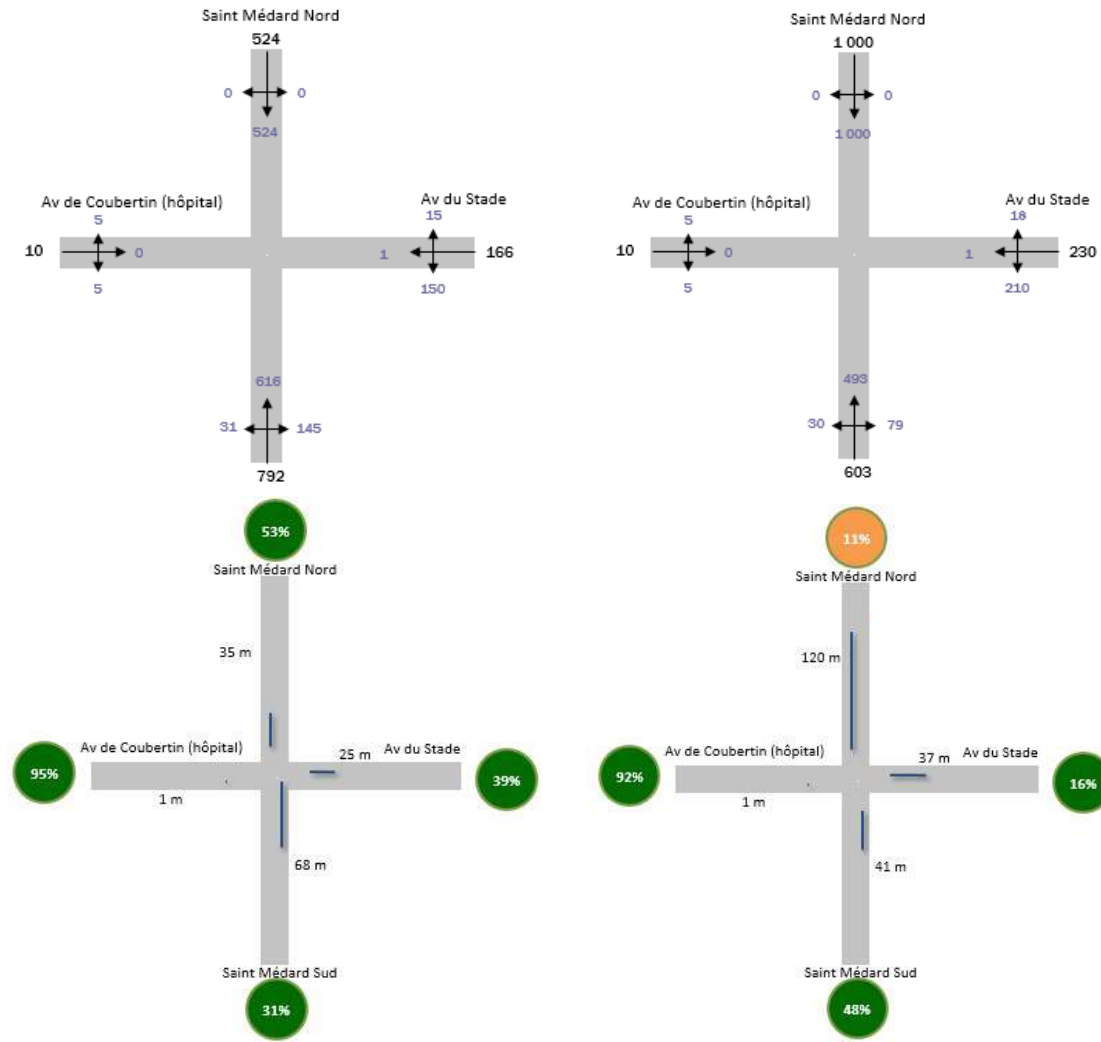 Saint Médard Nord
524
0 0
524
Av de Coubertin (hôpital)
Av du Stade
5
15
10
0
1
166
5
150
616
31
145
792
Saint Médard Nord
1 000
0 0
1 000
Av de Coubertin (hôpital)
Av du Stade
5
18
10
0
1
230
5
210
493
30
79
603
53%
Saint Médard Nord
35 m
Av de Coubertin (hôpital)
25 m
Av du Stade
95%
39%
1 m
68 m
Saint Médard Sud
31%
11%
Saint Médard Nord
120 m
Av de Coubertin (hôpital)
37 m
Av du Stade
92%
16%
1 m
41 m
Saint Médard Sud
48%